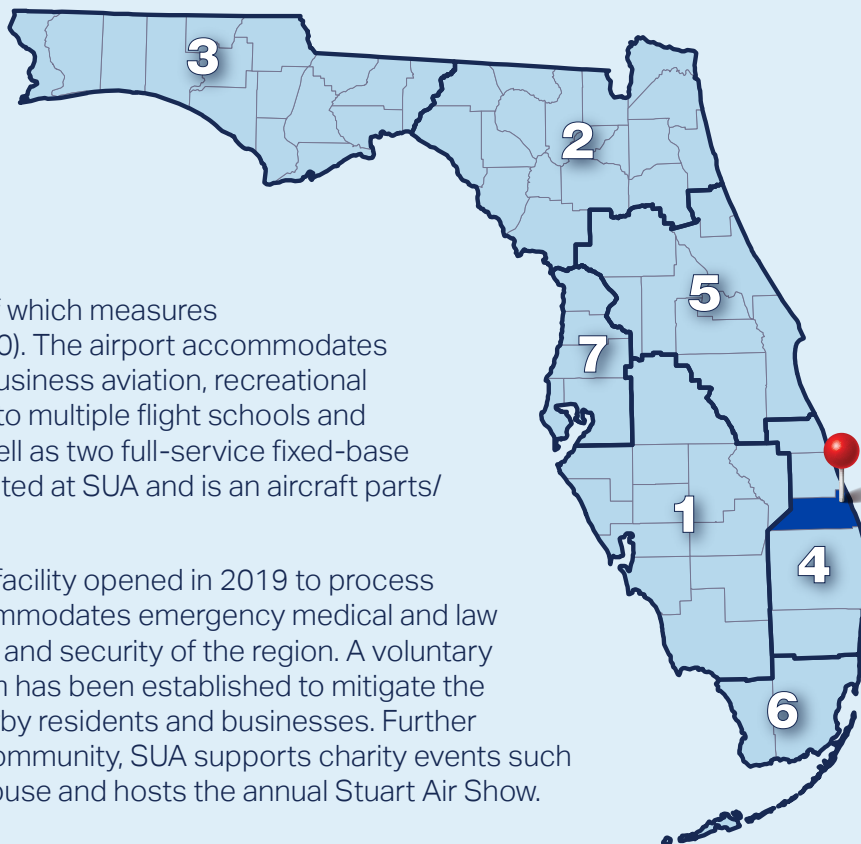 3
2
5
f which measures
0). The airport accommodates
usiness aviation, recreational
7
to multiple flight schools and
ell as two full-service fixed-base
ted at SUA and is an aircraft parts/
1
4
facility opened in 2019 to process
mmodates emergency medical and law
and security of the region. A voluntary
has been established to mitigate the
by residents and businesses. Further
6
ommunity, SUA supports charity events such
ouse and hosts the annual Stuart Air Show.